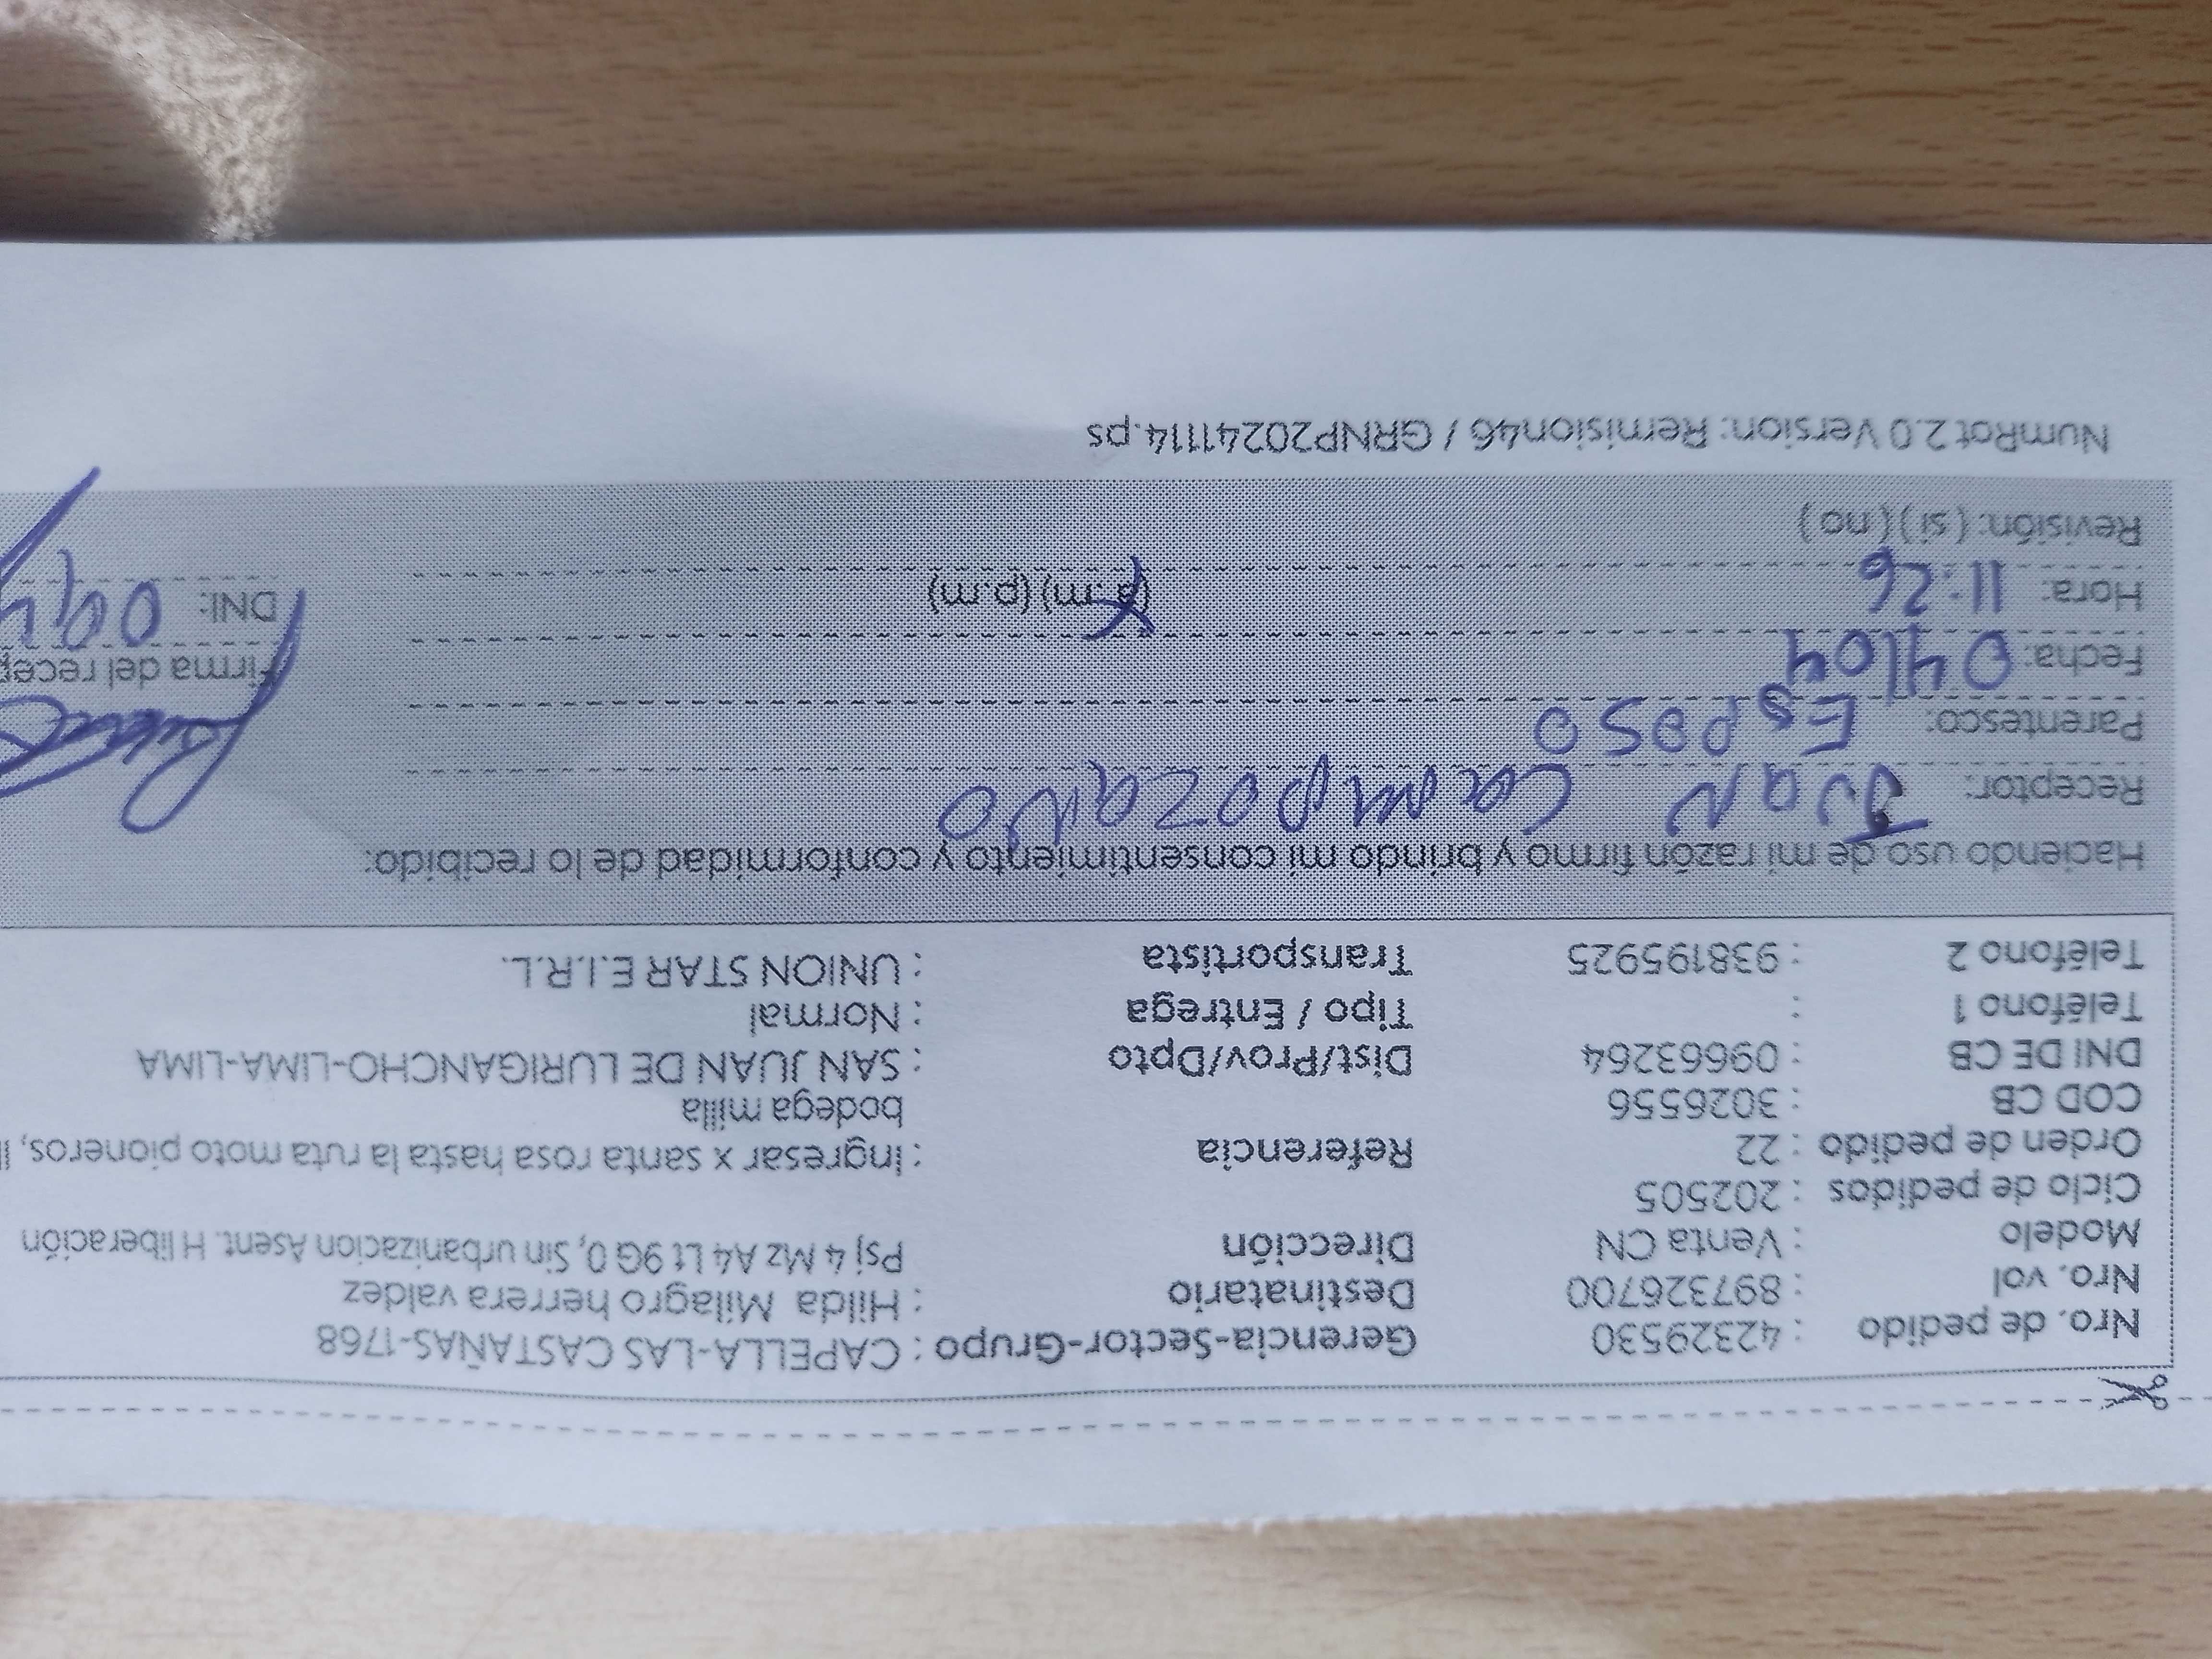 Nro. de pedido : 42329530 Gerencia-Sector-Grupo : CAPELLA-LAS CASTAÑAS-1768
Nro. vol : 897326700 Destinatario : Hilda Milagro herrera valdez
Modelo : Venta CN Dirección Psj 4 Mz A4 Lt 9G 0, Sin urbanizacion Asent. H liberación
Ciclo de pedidos : 202505
Orden de pedido : 22 Referencia : Ingresar x santa rosa hasta la ruta moto pioneros,
COD CB : 3026556 bodega milla
DNI DE CB : 09663264 Dist/Prov/Dpto : SAN JUAN DE LURIGANCHO-LIMA-LIMA
Teléfono 1 : Tipo / Entrega : Normal
Teléfono 2 : 938195925 Transportista : UNION STAR E.I.R.L.
Haciendo uso de mi razón firmo y brindo mi consentimiento y conformidad de lo recibido:
Receptor: JuaN CamPozaNo
Parentesco: EsPoso
Fecha: 04/04 Firma del recep
Hora: 11:26 (a.m) (p.m) DNI:
Revisión: (si) (no)
NumRot 2.0 Version: Remision46 / GRNP20241114.ps